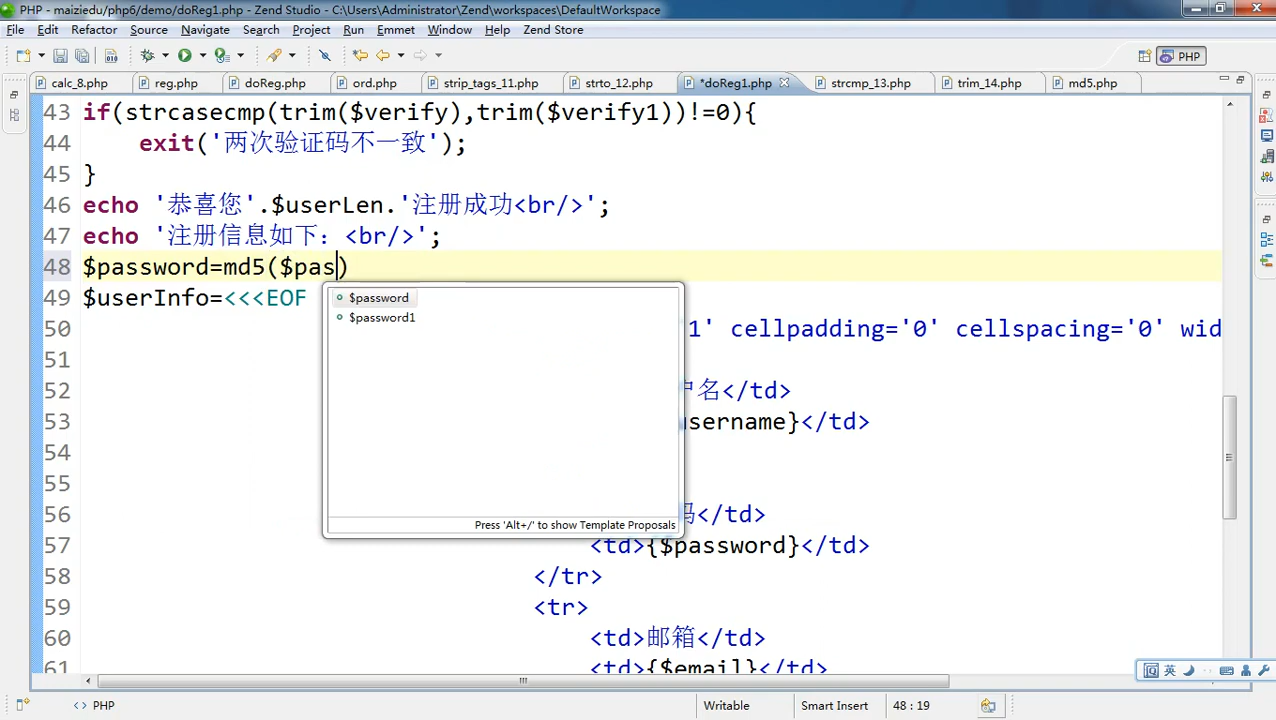 PHP - maiziedu/php6/demo/doReg1.php - Zend Studio - C:\Users\Administrator\Zend\workspaces\DefaultWorkspace
File Edit Refactor Source Navigate Search Project Run Emmet Window Help Zend Store
PHP
calc_8.php reg.php doReg.php ord.php strip_tags_11.php strto_12.php *doReg1.php strcmp_13.php trim_14.php md5.php
43 if(strcasecmp(trim($verify),trim($verify1))!=0){
44 exit('两次验证码不一致');
45 }
46 echo '恭喜您'.$userLen.'注册成功<br/>';
47 echo '注册信息如下：<br/>';
48 $password=md5($pas)
49 $userInfo=<<<EOF
$password
$password1
Press 'Alt+/' to show Template Proposals
50 1' cellpadding='0' cellspacing='0' wid
51
52 户名</td>
53 username}</td>
54
55
56 码</td>
57 <td>{$password}</td>
58 </tr>
59 <tr>
60 <td>邮箱</td>
61 <td>{$email}</td>
英
<> PHP Writable Smart Insert 48 : 19